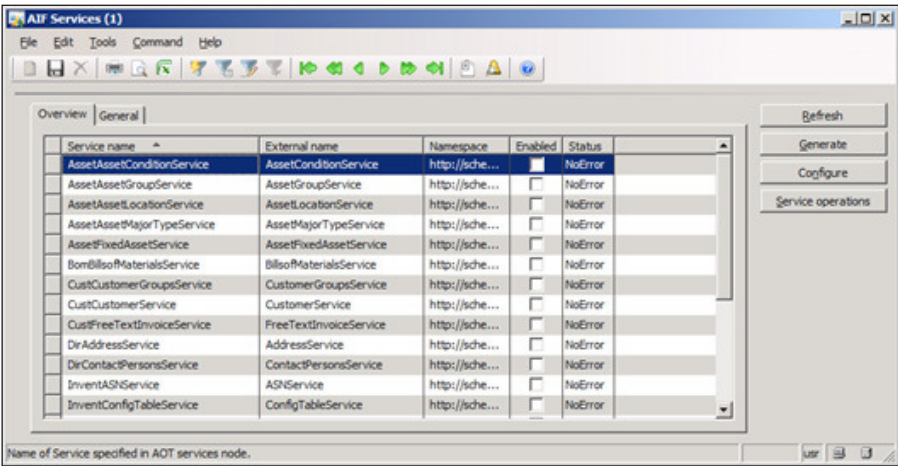 AIF Services (1)
File Edit Tools Command Help
Overview General
Service name External name Namespace Enabled Status
AssetAssetConditionService AssetConditionService http://sche... NoError
AssetAssetGroupService AssetGroupService http://sche... NoError
AssetAssetLocationService AssetLocationService http://sche... NoError
AssetAssetMajorTypeService AssetMajorTypeService http://sche... NoError
AssetFixedAssetService AssetFixedAssetService http://sche... NoError
BomBillsofMaterialsService BillsofMaterialsService http://sche... NoError
CustCustomerGroupsService CustomerGroupsService http://sche... NoError
CustCustomerService CustomerService http://sche... NoError
CustFreeTextInvoiceService FreeTextInvoiceService http://sche... NoError
DirAddressService AddressService http://sche... NoError
DirContactPersonsService ContactPersonsService http://sche... NoError
InventASNService ASNService http://sche... NoError
InventConfigTableService ConfigTableService http://sche... NoError
Refresh
Generate
Configure
Service operations
Name of Service specified in AOT services node.
usr